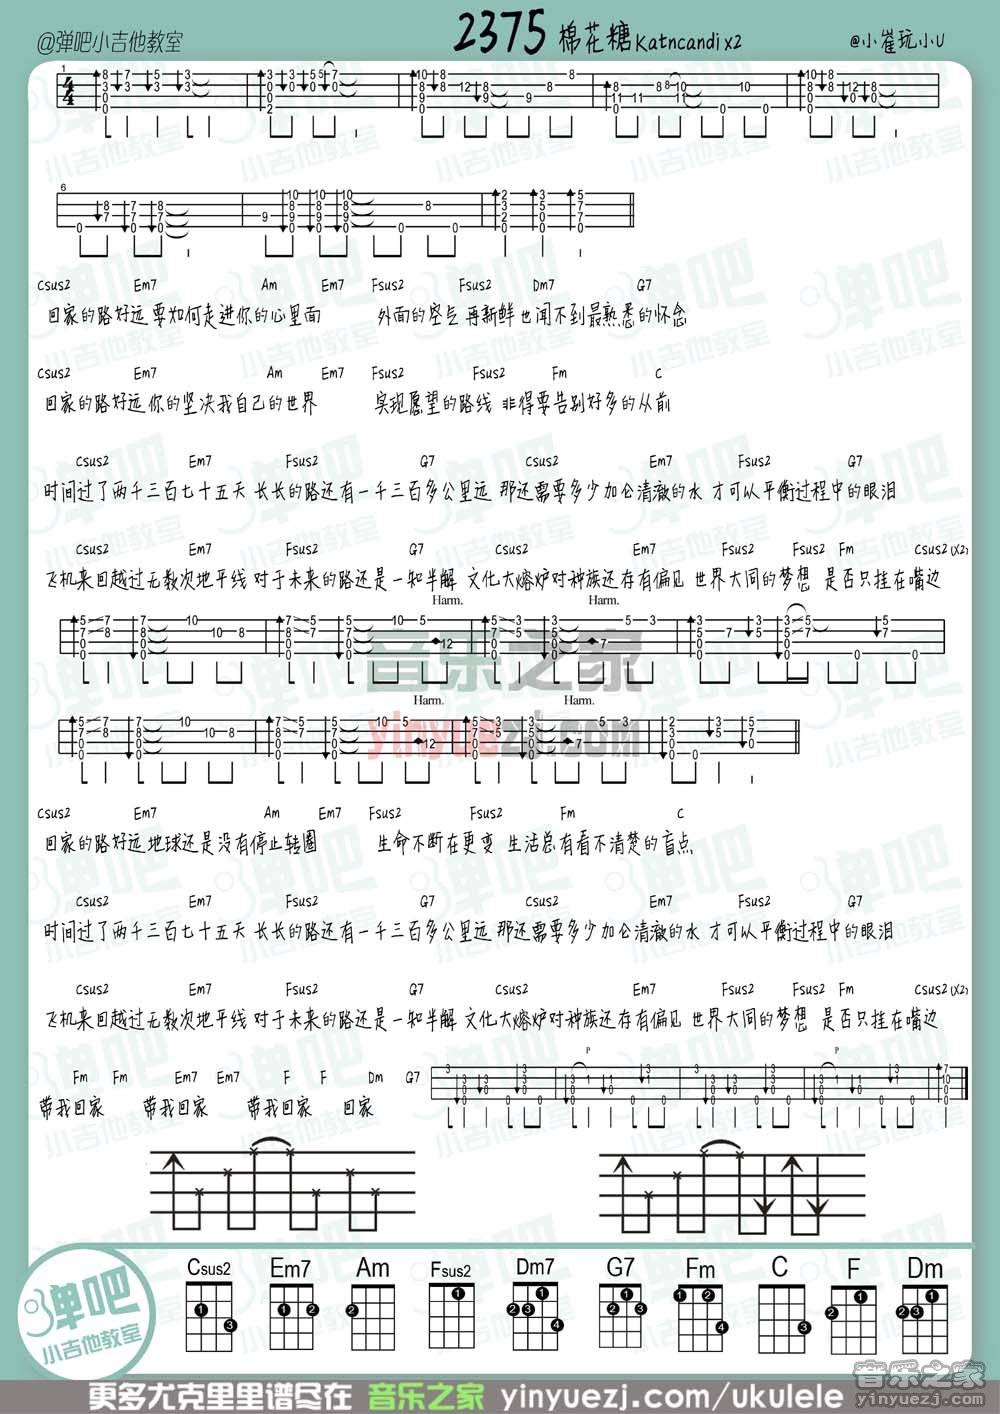 @弹吧小吉他教室
2375 棉花糖Katncandix2
@小崔玩小U
Csus2 Em7 Am Em7 Fsus2 Fsus2 Dm7 G7
回家的路好远 要如何走进你的心里面 外面的空气 再新鲜也闻不到最熟悉的怀念
Csus2 Em7 Am Em7 Fsus2 Fsus2 Fm C
回家的路好远 你的坚决我自己的世界 实现愿望的路线 非得要告别好多的从前
Csus2 Em7 Fsus2 G7 Csus2 Em7 Fsus2 G7
时间过了两千三百七十五天 长长的路还有一千三百多公里远 那还需要多少加仑清澈的水 才可以平衡过程中的眼泪
Csus2 Em7 Fsus2 G7 Csus2 Em7 Fsus2 Fsus2 Fm Csus2(X2)
飞机来回越过无数次地平线 对于未来的路还是一知半解 文化大熔炉对种族还存有偏见 世界大同的梦想 是否只挂在嘴边
Harm. Harm.
音乐之家
yinyuezj.com
Harm. Harm.
Csus2 Em7 Am Em7 Fsus2 Fsus2 Fm C
回家的路好远 地球还是没有停止转圈 生命不断在更变 生活总有看不清楚的盲点
Csus2 Em7 Fsus2 G7 Csus2 Em7 Fsus2 G7
时间过了两千三百七十五天 长长的路还有一千三百多公里远 那还需要多少加仑清澈的水 才可以平衡过程中的眼泪
Csus2 Em7 Fsus2 G7 Csus2 Em7 Fsus2 Fsus2 Fm Csus2(X2)
飞机来回越过无数次地平线 对于未来的路还是一知半解 文化大熔炉对种族还存有偏见 世界大同的梦想 是否只挂在嘴边
Fm Fm Em7 Em7 F F Dm G7
带我回家 带我回家 带我回家 回家
P P
Csus2 Em7 Am Fsus2 Dm7 G7 Fm C F Dm
弹吧
小吉他教室
更多尤克里里谱尽在 音乐之家 yinyuezj.com/ukulele
音乐之家
yinyuezj.com